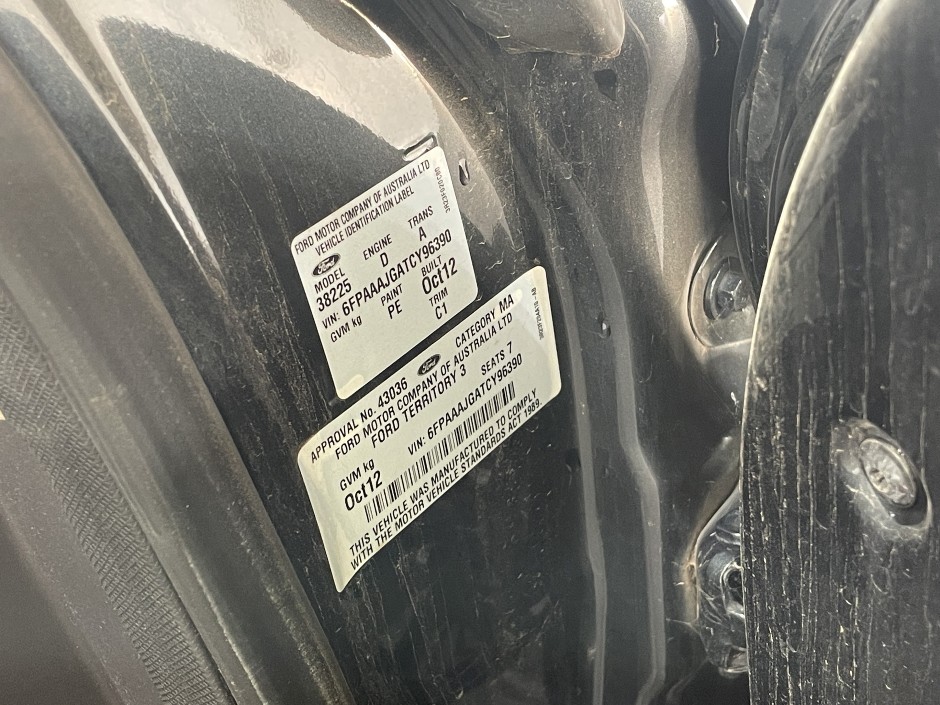 FORD MOTOR COMPANY OF AUSTRALIA LTD
VEHICLE IDENTIFICATION LABEL
Ford
MODEL ENGINE TRANS
38225 D A
VIN: 6FPAAAJGATCY96390
GVM kg PAINT BUILT
PE Oct12
TRIM
C1
APPROVAL No. 43036 Ford CATEGORY MA
FORD MOTOR COMPANY OF AUSTRALIA LTD
FORD TERRITORY 3 SEATS 7
GVM kg VIN: 6FPAAAJGATCY96390
Oct12
THIS VEHICLE WAS MANUFACTURED TO COMPLY
WITH THE MOTOR VEHICLE STANDARDS ACT 1989.